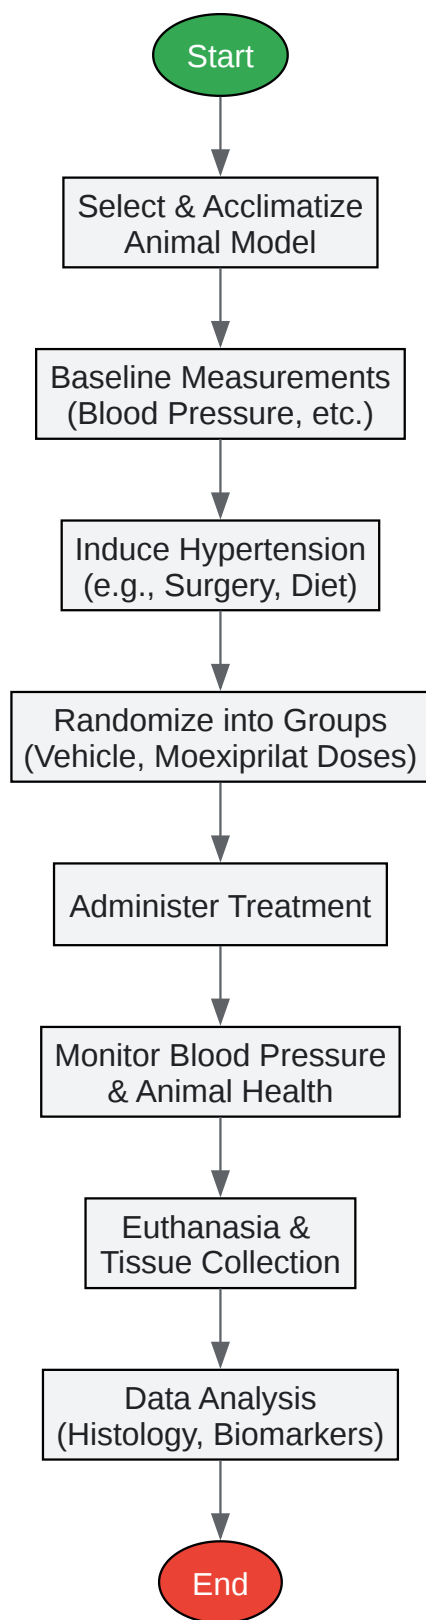 Start
Select & Acclimatize
Animal Model
Baseline Measurements
(Blood Pressure, etc.)
Induce Hypertension
(e.g., Surgery, Diet)
Randomize into Groups
(Vehicle, Moexiprilat Doses)
Administer Treatment
Monitor Blood Pressure
& Animal Health
Euthanasia &
Tissue Collection
Data Analysis
(Histology, Biomarkers)
End